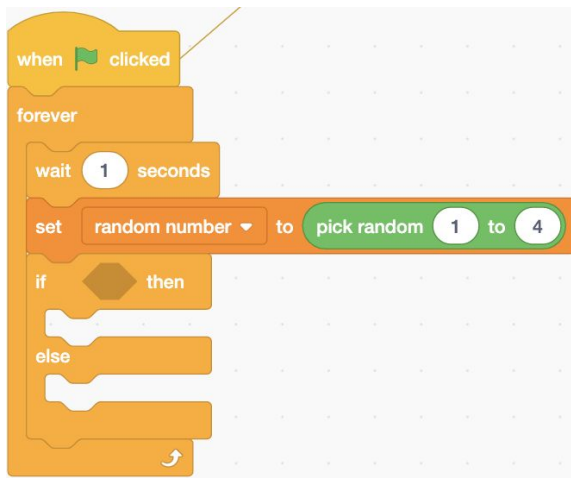 when clicked
forever
wait 1 seconds
set random number to pick random 1 to 4
if then
else